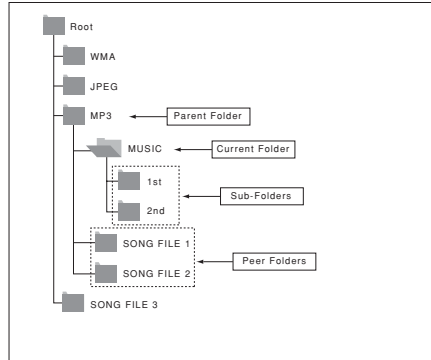 Root
WMA
JPEG
MP3
Parent Folder
MUSIC
Current Folder
1st
Sub-Folders
2nd
SONG FILE 1
Peer Folders
SONG FILE 2
SONG FILE 3